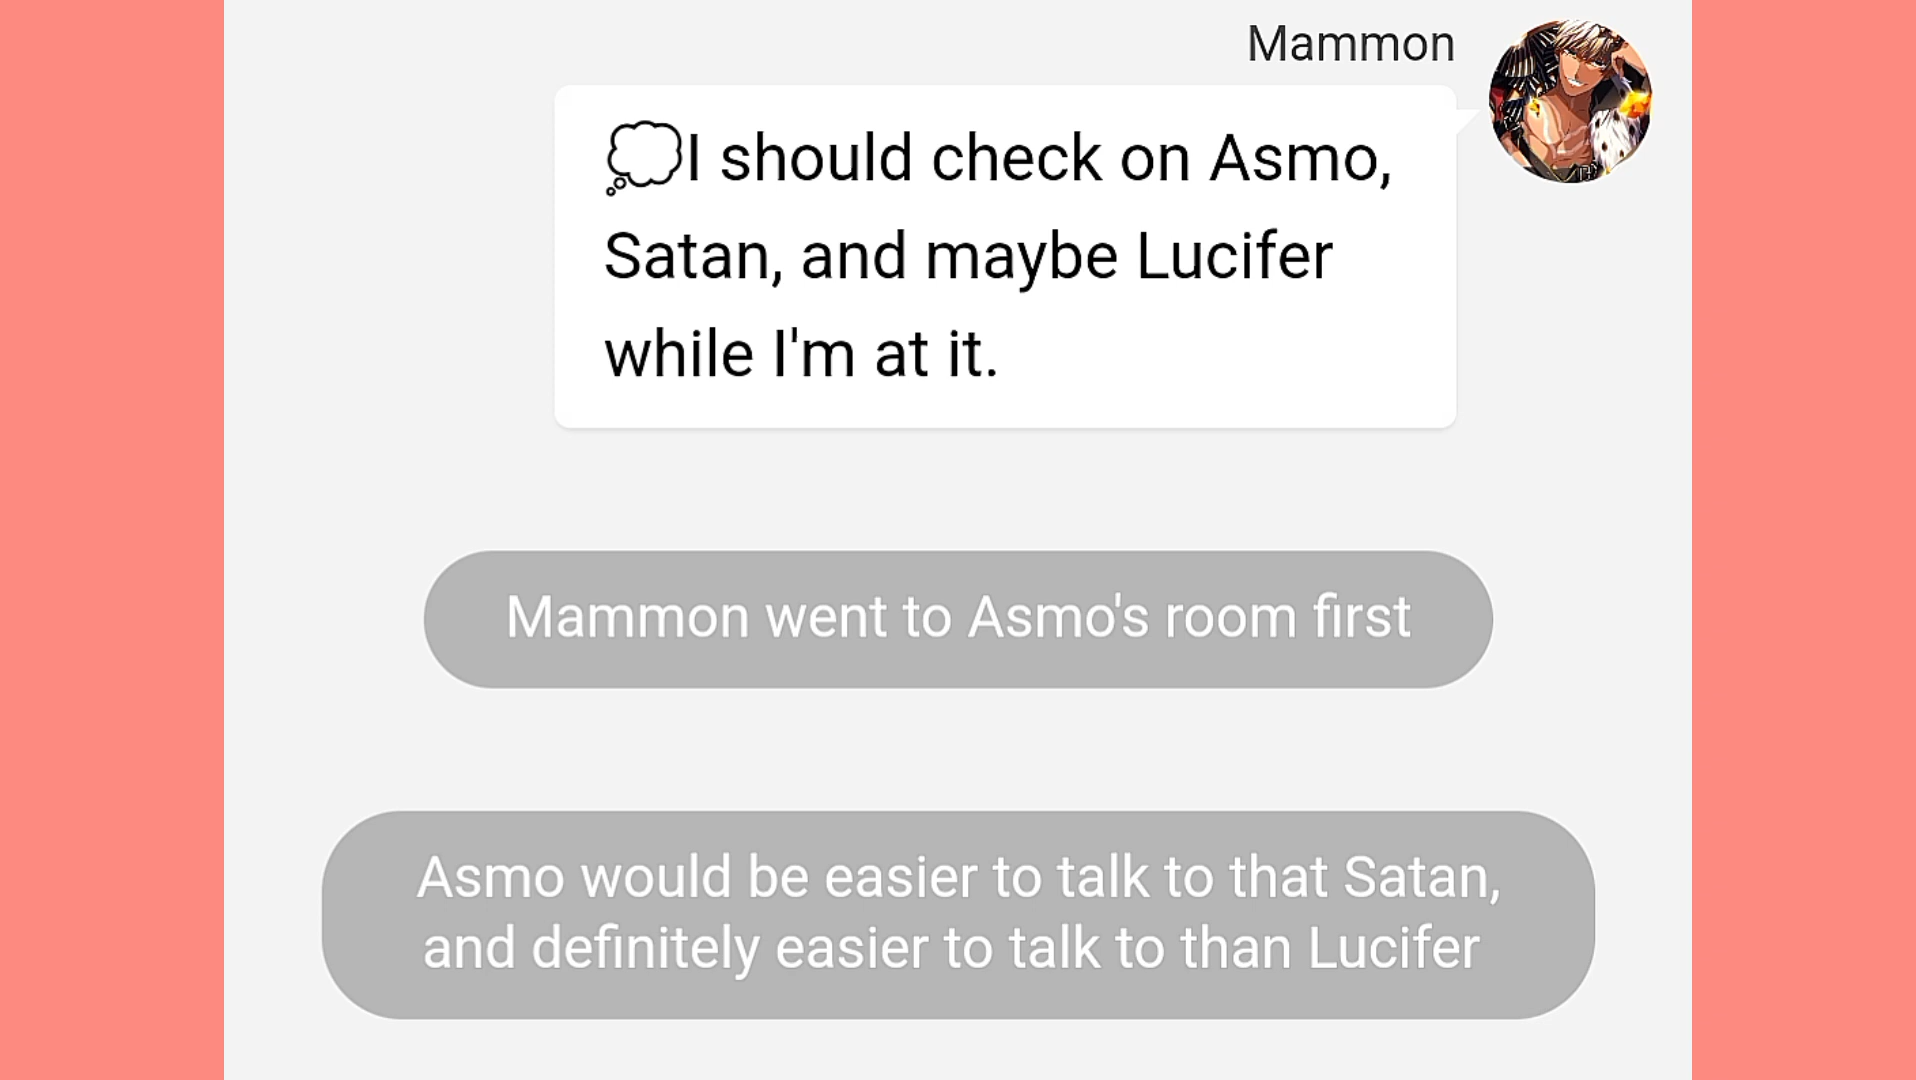 Mammon
💭I should check on Asmo,
Satan, and maybe Lucifer
while I'm at it.
Mammon went to Asmo's room first
Asmo would be easier to talk to that Satan,
and definitely easier to talk to than Lucifer